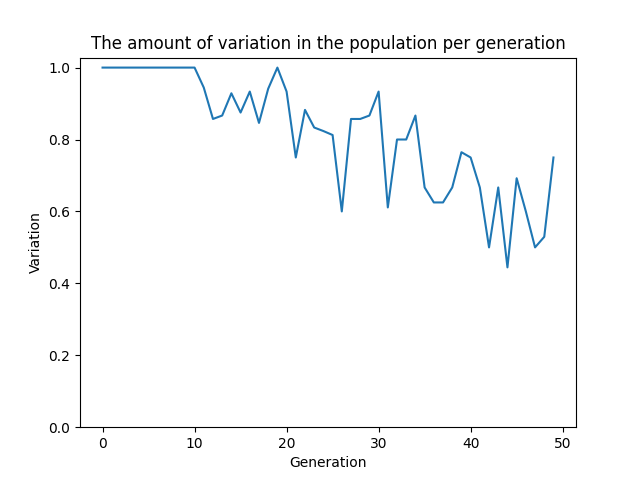 The amount of variation in the population per generation
1.0
0.8
0.6
0.4
0.2
0.0
Variation
0 10 20 30 40 50
Generation